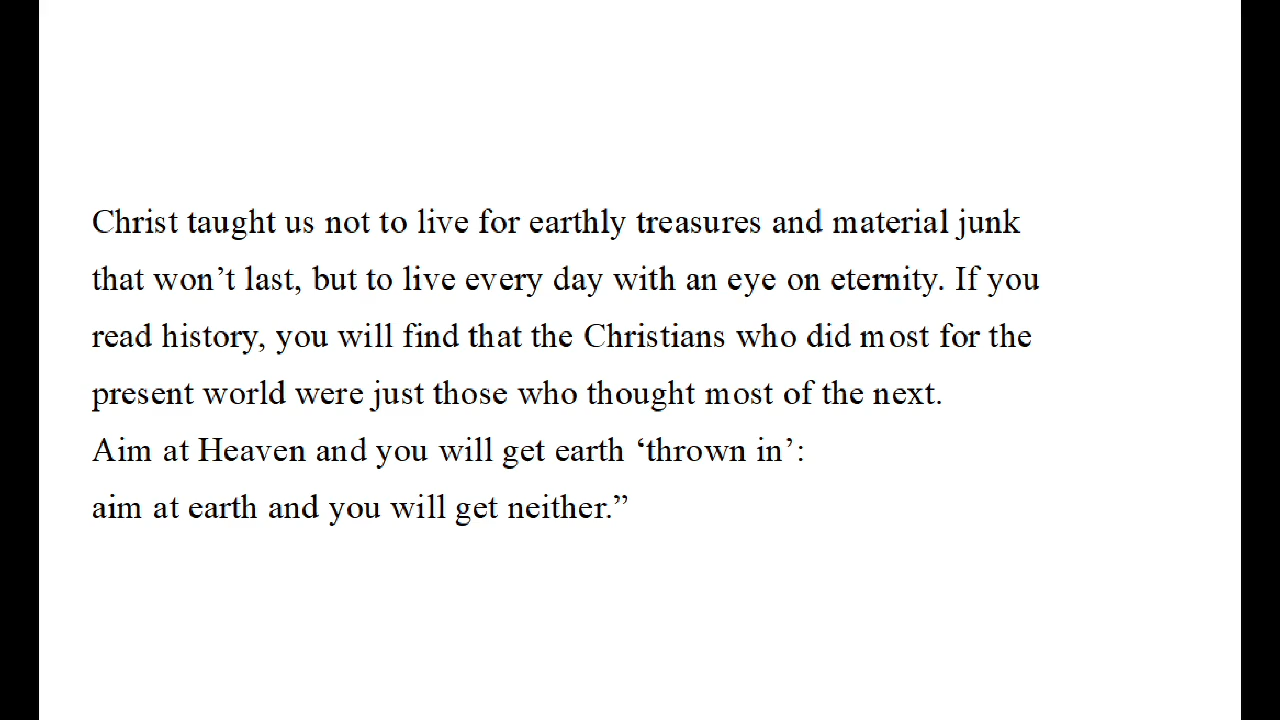 Christ taught us not to live for earthly treasures and material junk
that won’t last, but to live every day with an eye on eternity. If you
read history, you will find that the Christians who did most for the
present world were just those who thought most of the next.
Aim at Heaven and you will get earth ‘thrown in’:
aim at earth and you will get neither.”